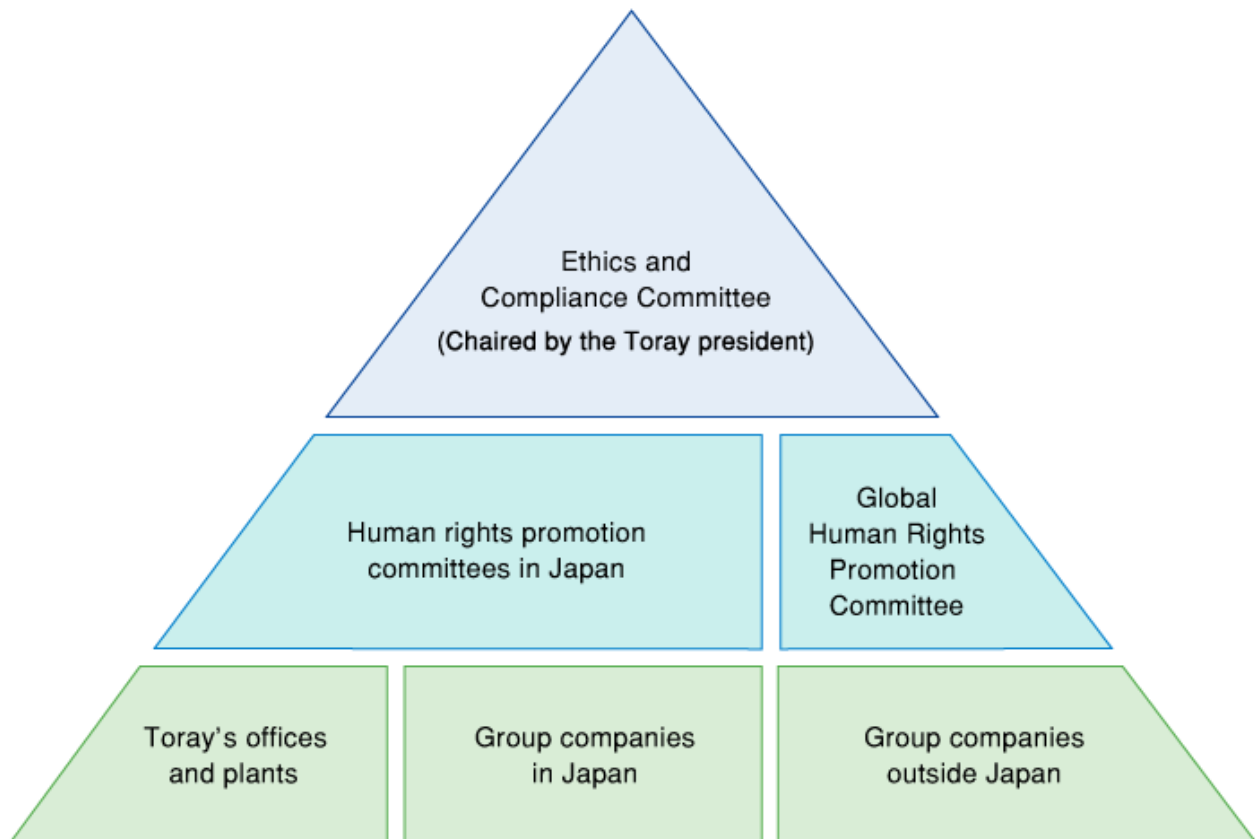 Ethics and
Compliance Committee
(Chaired by the Toray president)
Human rights promotion
committees in Japan
Global
Human Rights
Promotion
Committee
Toray's offices
and plants
Group companies
in Japan
Group companies
outside Japan